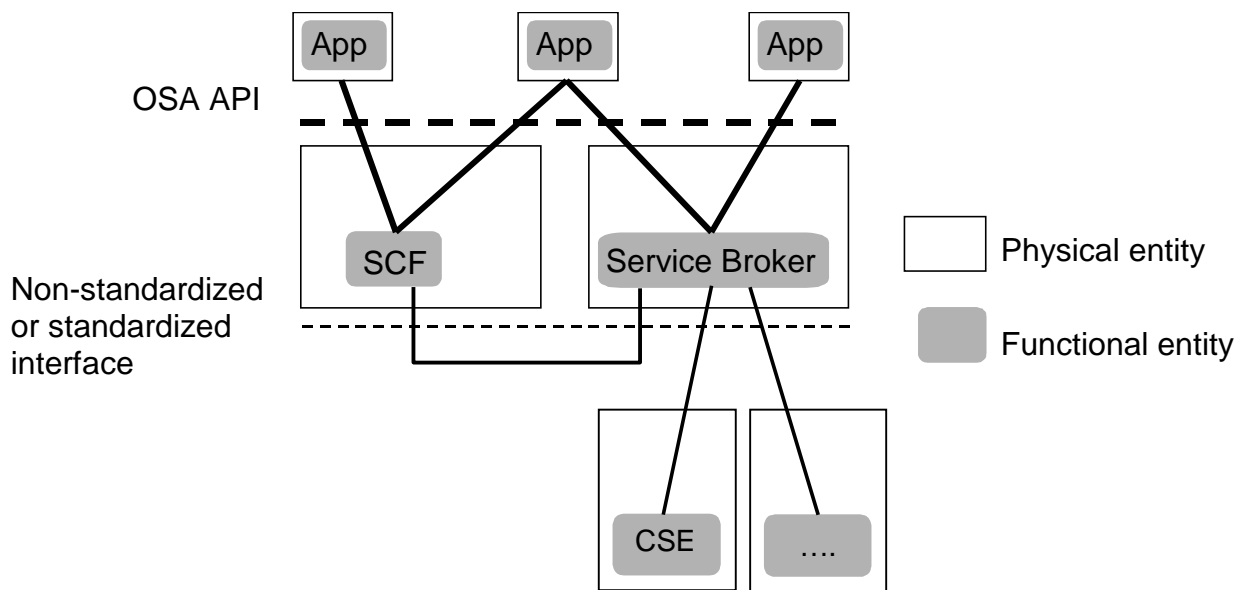 App
App
App
OSA API
SCF
Service Broker
Physical entity
Non-standardized
or standardized
interface
Functional entity
CSE
....